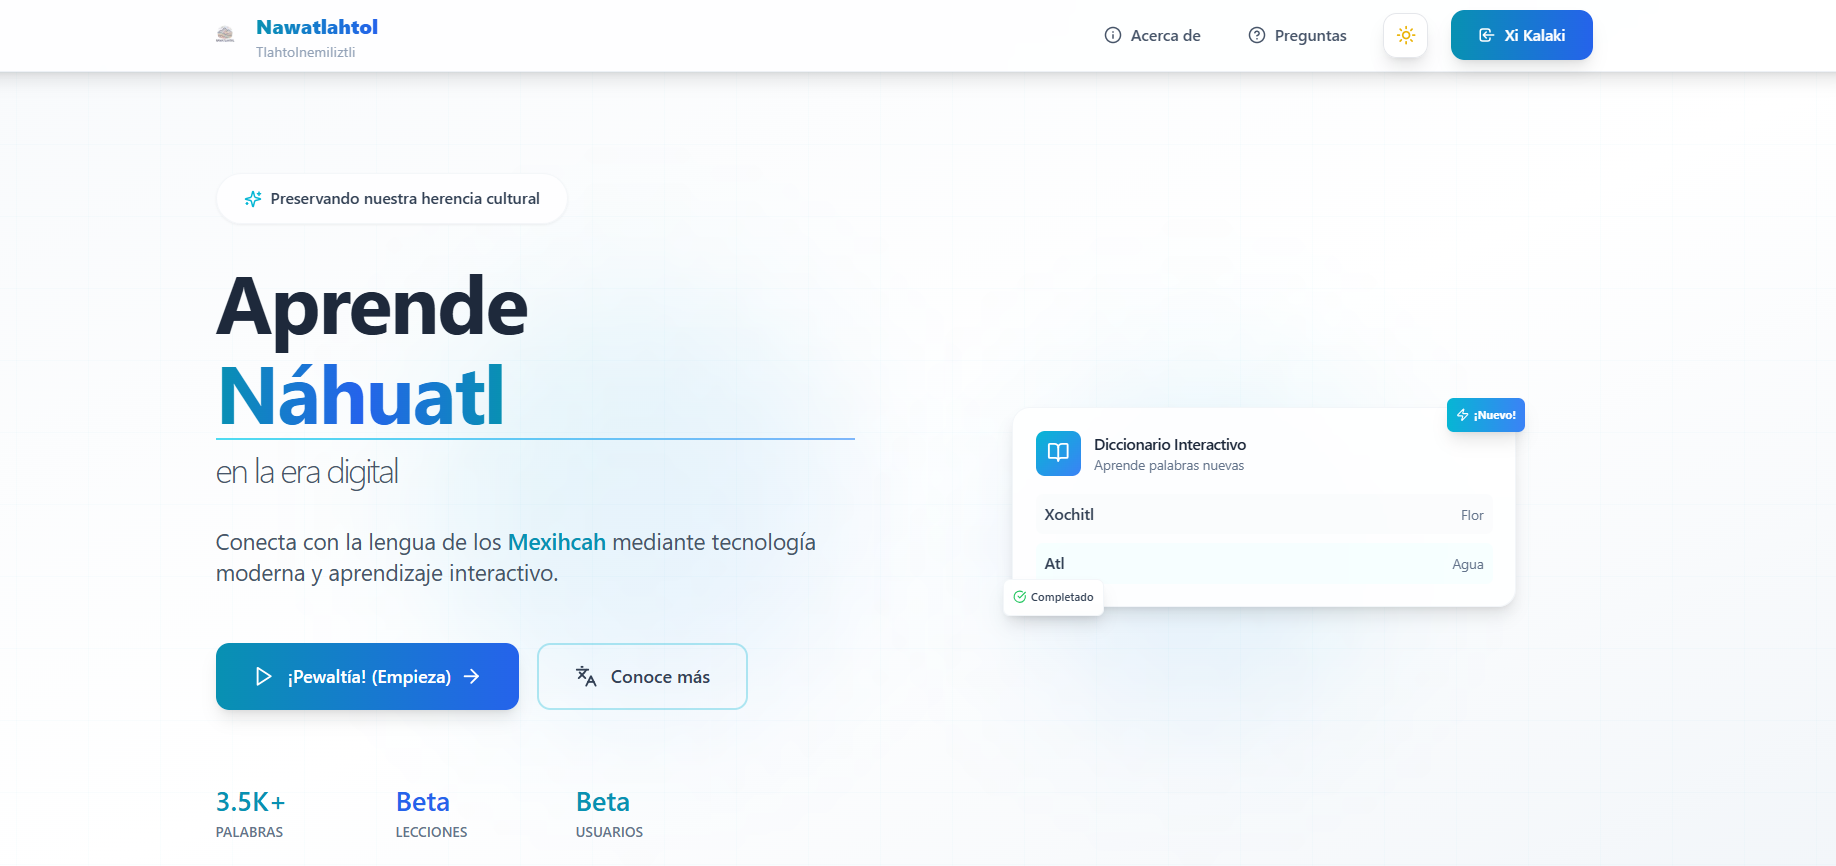 Nawatlahtol
Tlahtolnemiliztli
Acerca de
Preguntas
Xi Kalaki
Preservando nuestra herencia cultural
Aprende
Náhuatl
en la era digital
Conecta con la lengua de los Mexihcah mediante tecnología
moderna y aprendizaje interactivo.
¡Pewaltía! (Empieza)
Conoce más
3.5K+
PALABRAS
Beta
LECCIONES
Beta
USUARIOS
¡Nuevo!
Diccionario Interactivo
Aprende palabras nuevas
Xochitl Flor
Atl Agua
Completado